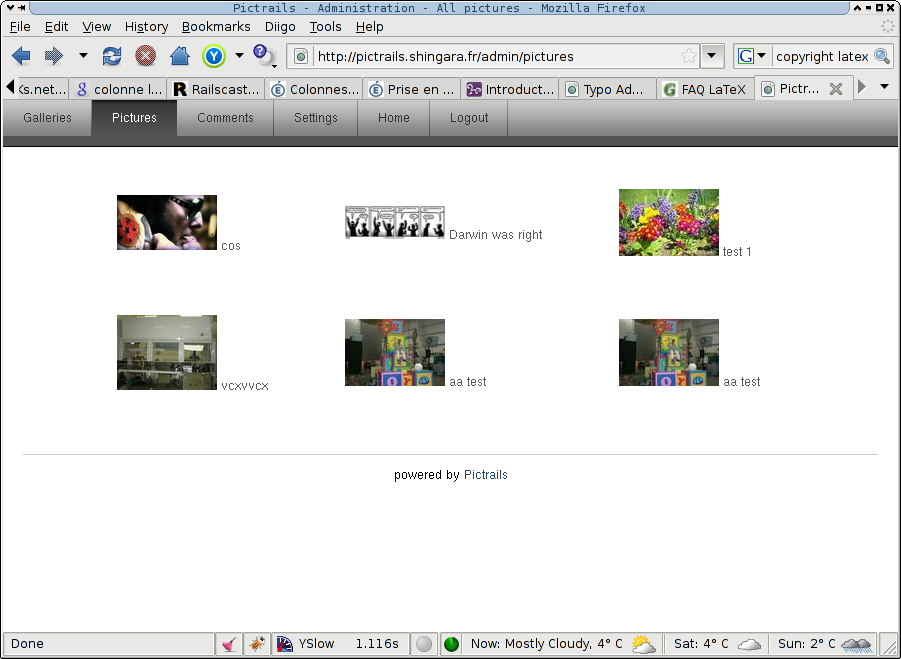 Pictrails - Administration - All pictures - Mozilla Firefox
File Edit View History Bookmarks Diigo Tools Help
http://pictrails.shingara.fr/admin/pictures
G copyright latex
ks.net... colonne l... Railscast... Colonnes... Prise en ... Introduct... Typo Ad... FAQ LaTeX Pictr...
Galleries Pictures Comments Settings Home Logout
cos Darwin was right test 1
vcxvvcx aa test aa test
powered by Pictrails
Done YSlow 1.116s Now: Mostly Cloudy, 4° C Sat: 4° C Sun: 2° C